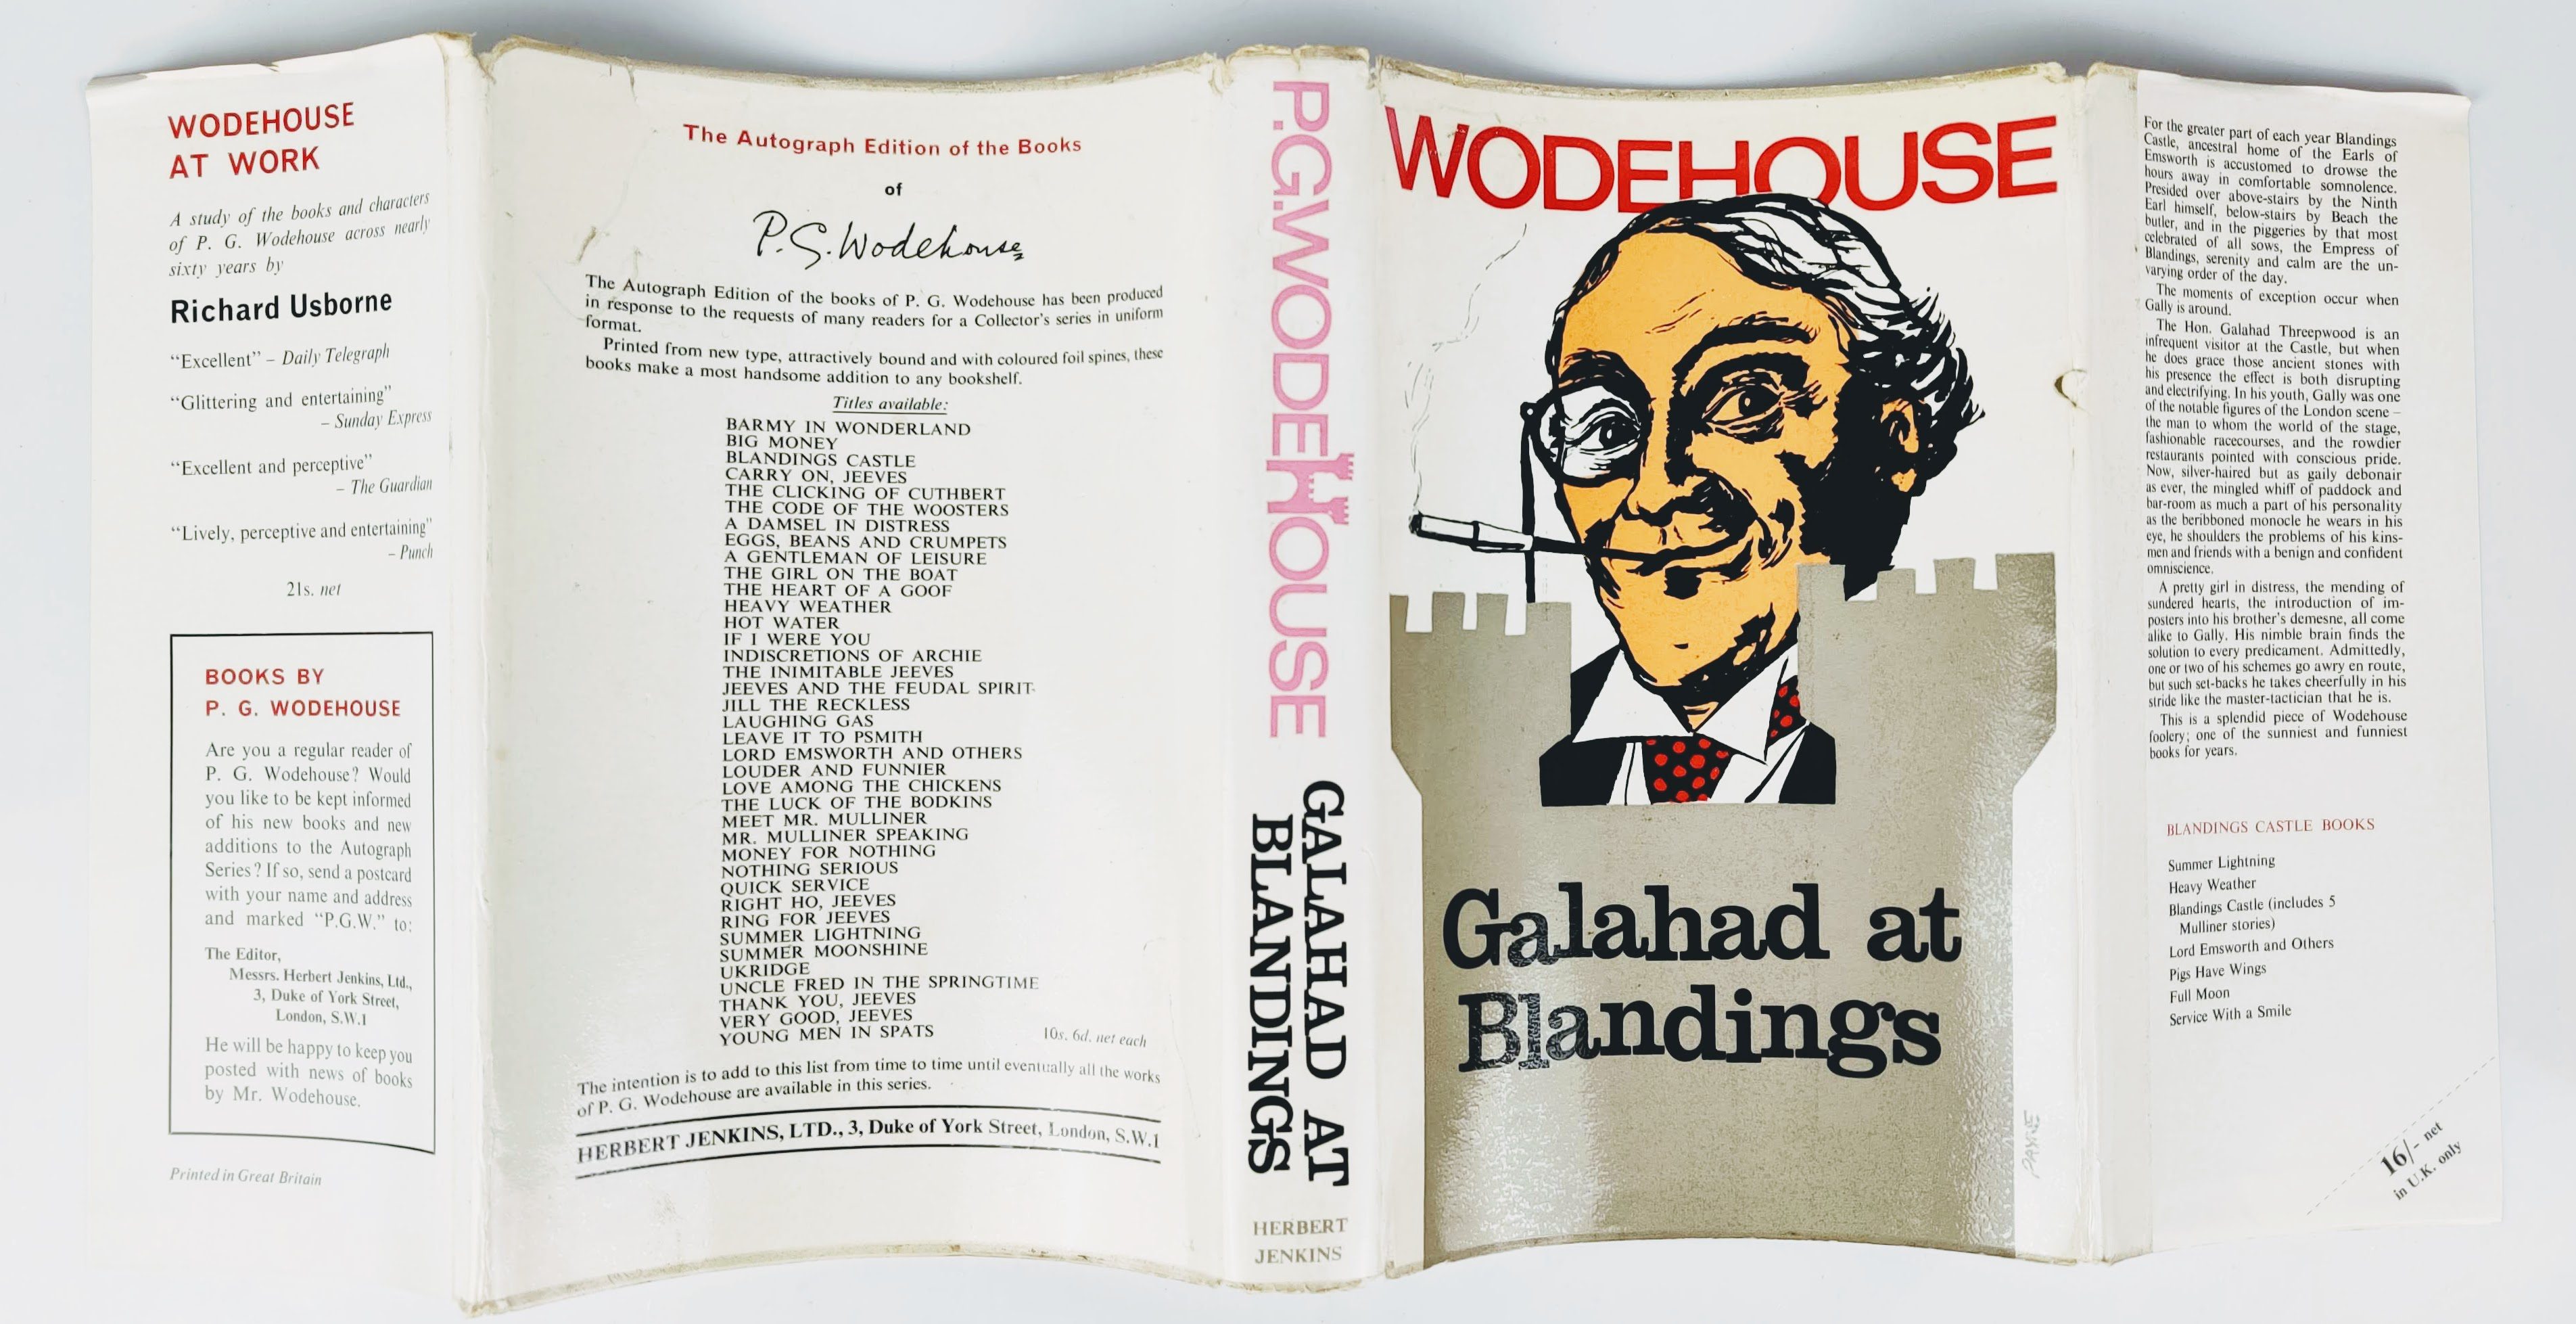 WODEHOUSE
AT WORK
A study of the books and characters
of P. G. Wodehouse across nearly
sixty years by
Richard Usborne
“Excellent” – Daily Telegraph
“Glittering and entertaining”
– Sunday Express
“Excellent and perceptive”
– The Guardian
“Lively, perceptive and entertaining”
– Punch
21s. net
BOOKS BY
P. G. WODEHOUSE
Are you a regular reader of
P. G. Wodehouse? Would
you like to be kept informed
of his new books and new
additions to the Autograph
Series? If so, send a postcard
with your name and address
and marked “P.G.W.” to:
The Editor,
Messrs. Herbert Jenkins, Ltd.,
3, Duke of York Street,
London, S.W.1
He will be happy to keep you
posted with news of books
by Mr. Wodehouse.
Printed in Great Britain
The Autograph Edition of the Books
of
P. G. Wodehouse
The Autograph Edition of the books of P. G. Wodehouse has been produced
in response to the requests of many readers for a Collector's series in uniform
format.
Printed from new type, attractively bound and with coloured foil spines, these
books make a most handsome addition to any bookshelf.
Titles available:
BARMY IN WONDERLAND
BIG MONEY
BLANDINGS CASTLE
CARRY ON, JEEVES
THE CLICKING OF CUTHBERT
THE CODE OF THE WOOSTERS
A DAMSEL IN DISTRESS
EGGS, BEANS AND CRUMPETS
A GENTLEMAN OF LEISURE
THE GIRL ON THE BOAT
THE HEART OF A GOOF
HEAVY WEATHER
HOT WATER
IF I WERE YOU
INDISCRETIONS OF ARCHIE
THE INIMITABLE JEEVES
JEEVES AND THE FEUDAL SPIRIT
JILL THE RECKLESS
LAUGHING GAS
LEAVE IT TO PSMITH
LORD EMSWORTH AND OTHERS
LOUDER AND FUNNIER
LOVE AMONG THE CHICKENS
THE LUCK OF THE BODKINS
MEET MR. MULLINER
MR. MULLINER SPEAKING
MONEY FOR NOTHING
NOTHING SERIOUS
QUICK SERVICE
RIGHT HO, JEEVES
RING FOR JEEVES
SUMMER LIGHTNING
SUMMER MOONSHINE
UKRIDGE
UNCLE FRED IN THE SPRINGTIME
THANK YOU, JEEVES
VERY GOOD, JEEVES
YOUNG MEN IN SPATS
10s. 6d. net each
The intention is to add to this list from time to time until eventually all the works
of P. G. Wodehouse are available in this series.
HERBERT JENKINS, LTD., 3, Duke of York Street, London, S.W.1
P.G.WODEHOUSE
GALAHAD AT
BLANDINGS
HERBERT
JENKINS
WODEHOUSE
Galahad at
Blandings
PAYNE
For the greater part of each year Blandings
Castle, ancestral home of the Earls of
Emsworth is accustomed to drowse the
hours away in comfortable somnolence.
Presided over above-stairs by the Ninth
Earl himself, below-stairs by Beach the
butler, and in the piggeries by that most
celebrated of all sows, the Empress of
Blandings, serenity and calm are the un-
varying order of the day.
The moments of exception occur when
Gally is around.
The Hon. Galahad Threepwood is an
infrequent visitor at the Castle, but when
he does grace those ancient stones with
his presence the effect is both disrupting
and electrifying. In his youth, Gally was one
of the notable figures of the London scene –
the man to whom the world of the stage,
fashionable racecourses, and the rowdier
restaurants pointed with conscious pride.
Now, silver-haired but as gaily debonair
as ever, the mingled whiff of paddock and
bar-room as much a part of his personality
as the beribboned monocle he wears in his
eye, he shoulders the problems of his kins-
men and friends with a benign and confident
omniscience.
A pretty girl in distress, the mending of
sundered hearts, the introduction of im-
posters into his brother's demesne, all come
alike to Gally. His nimble brain finds the
solution to every predicament. Admittedly,
one or two of his schemes go awry en route,
but such set-backs he takes cheerfully in his
stride like the master-tactician that he is.
This is a splendid piece of Wodehouse
foolery; one of the sunniest and funniest
books for years.
BLANDINGS CASTLE BOOKS
Summer Lightning
Heavy Weather
Blandings Castle (includes 5
Mulliner stories)
Lord Emsworth and Others
Pigs Have Wings
Full Moon
Service With a Smile
16/- net
in U.K. only